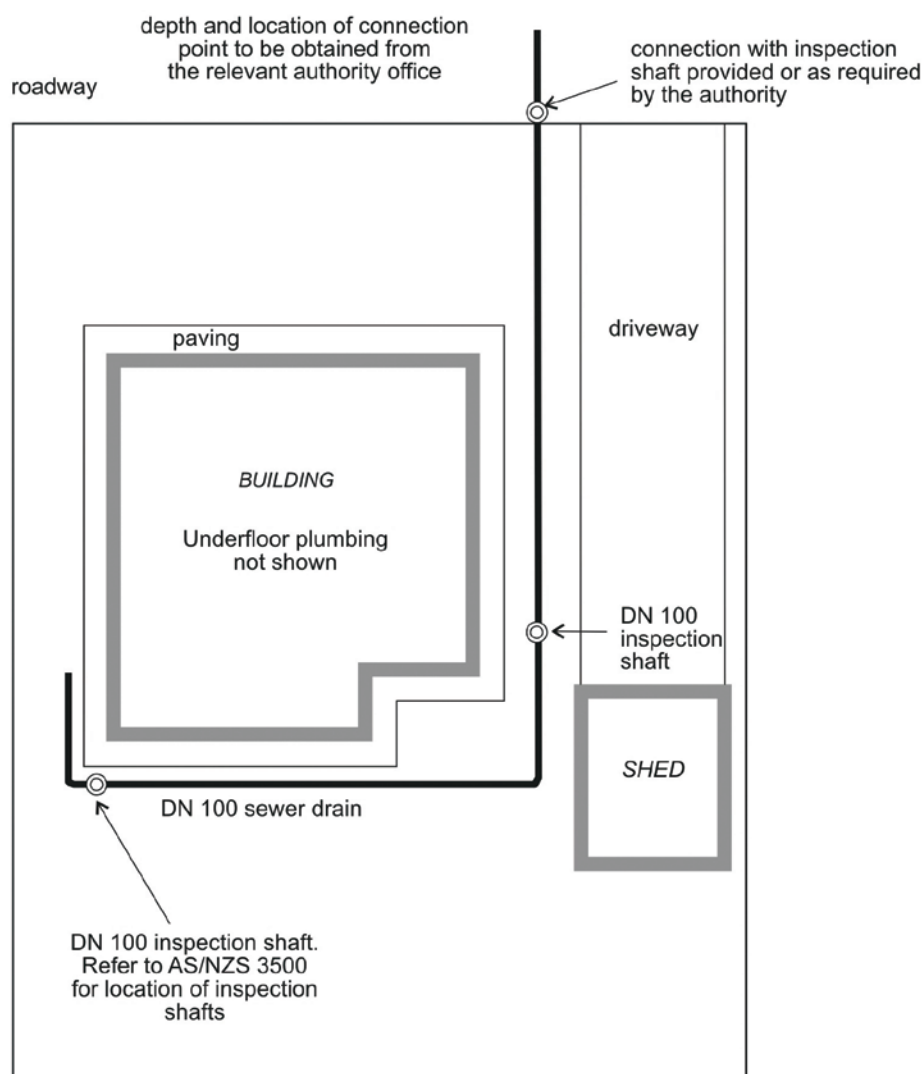 depth and location of connection
point to be obtained from
the relevant authority office
connection with inspection
shaft provided or as required
by the authority
roadway
paving
driveway
BUILDING
Underfloor plumbing
not shown
DN 100
inspection
shaft
SHED
DN 100 sewer drain
DN 100 inspection shaft.
Refer to AS/NZS 3500
for location of inspection
shafts